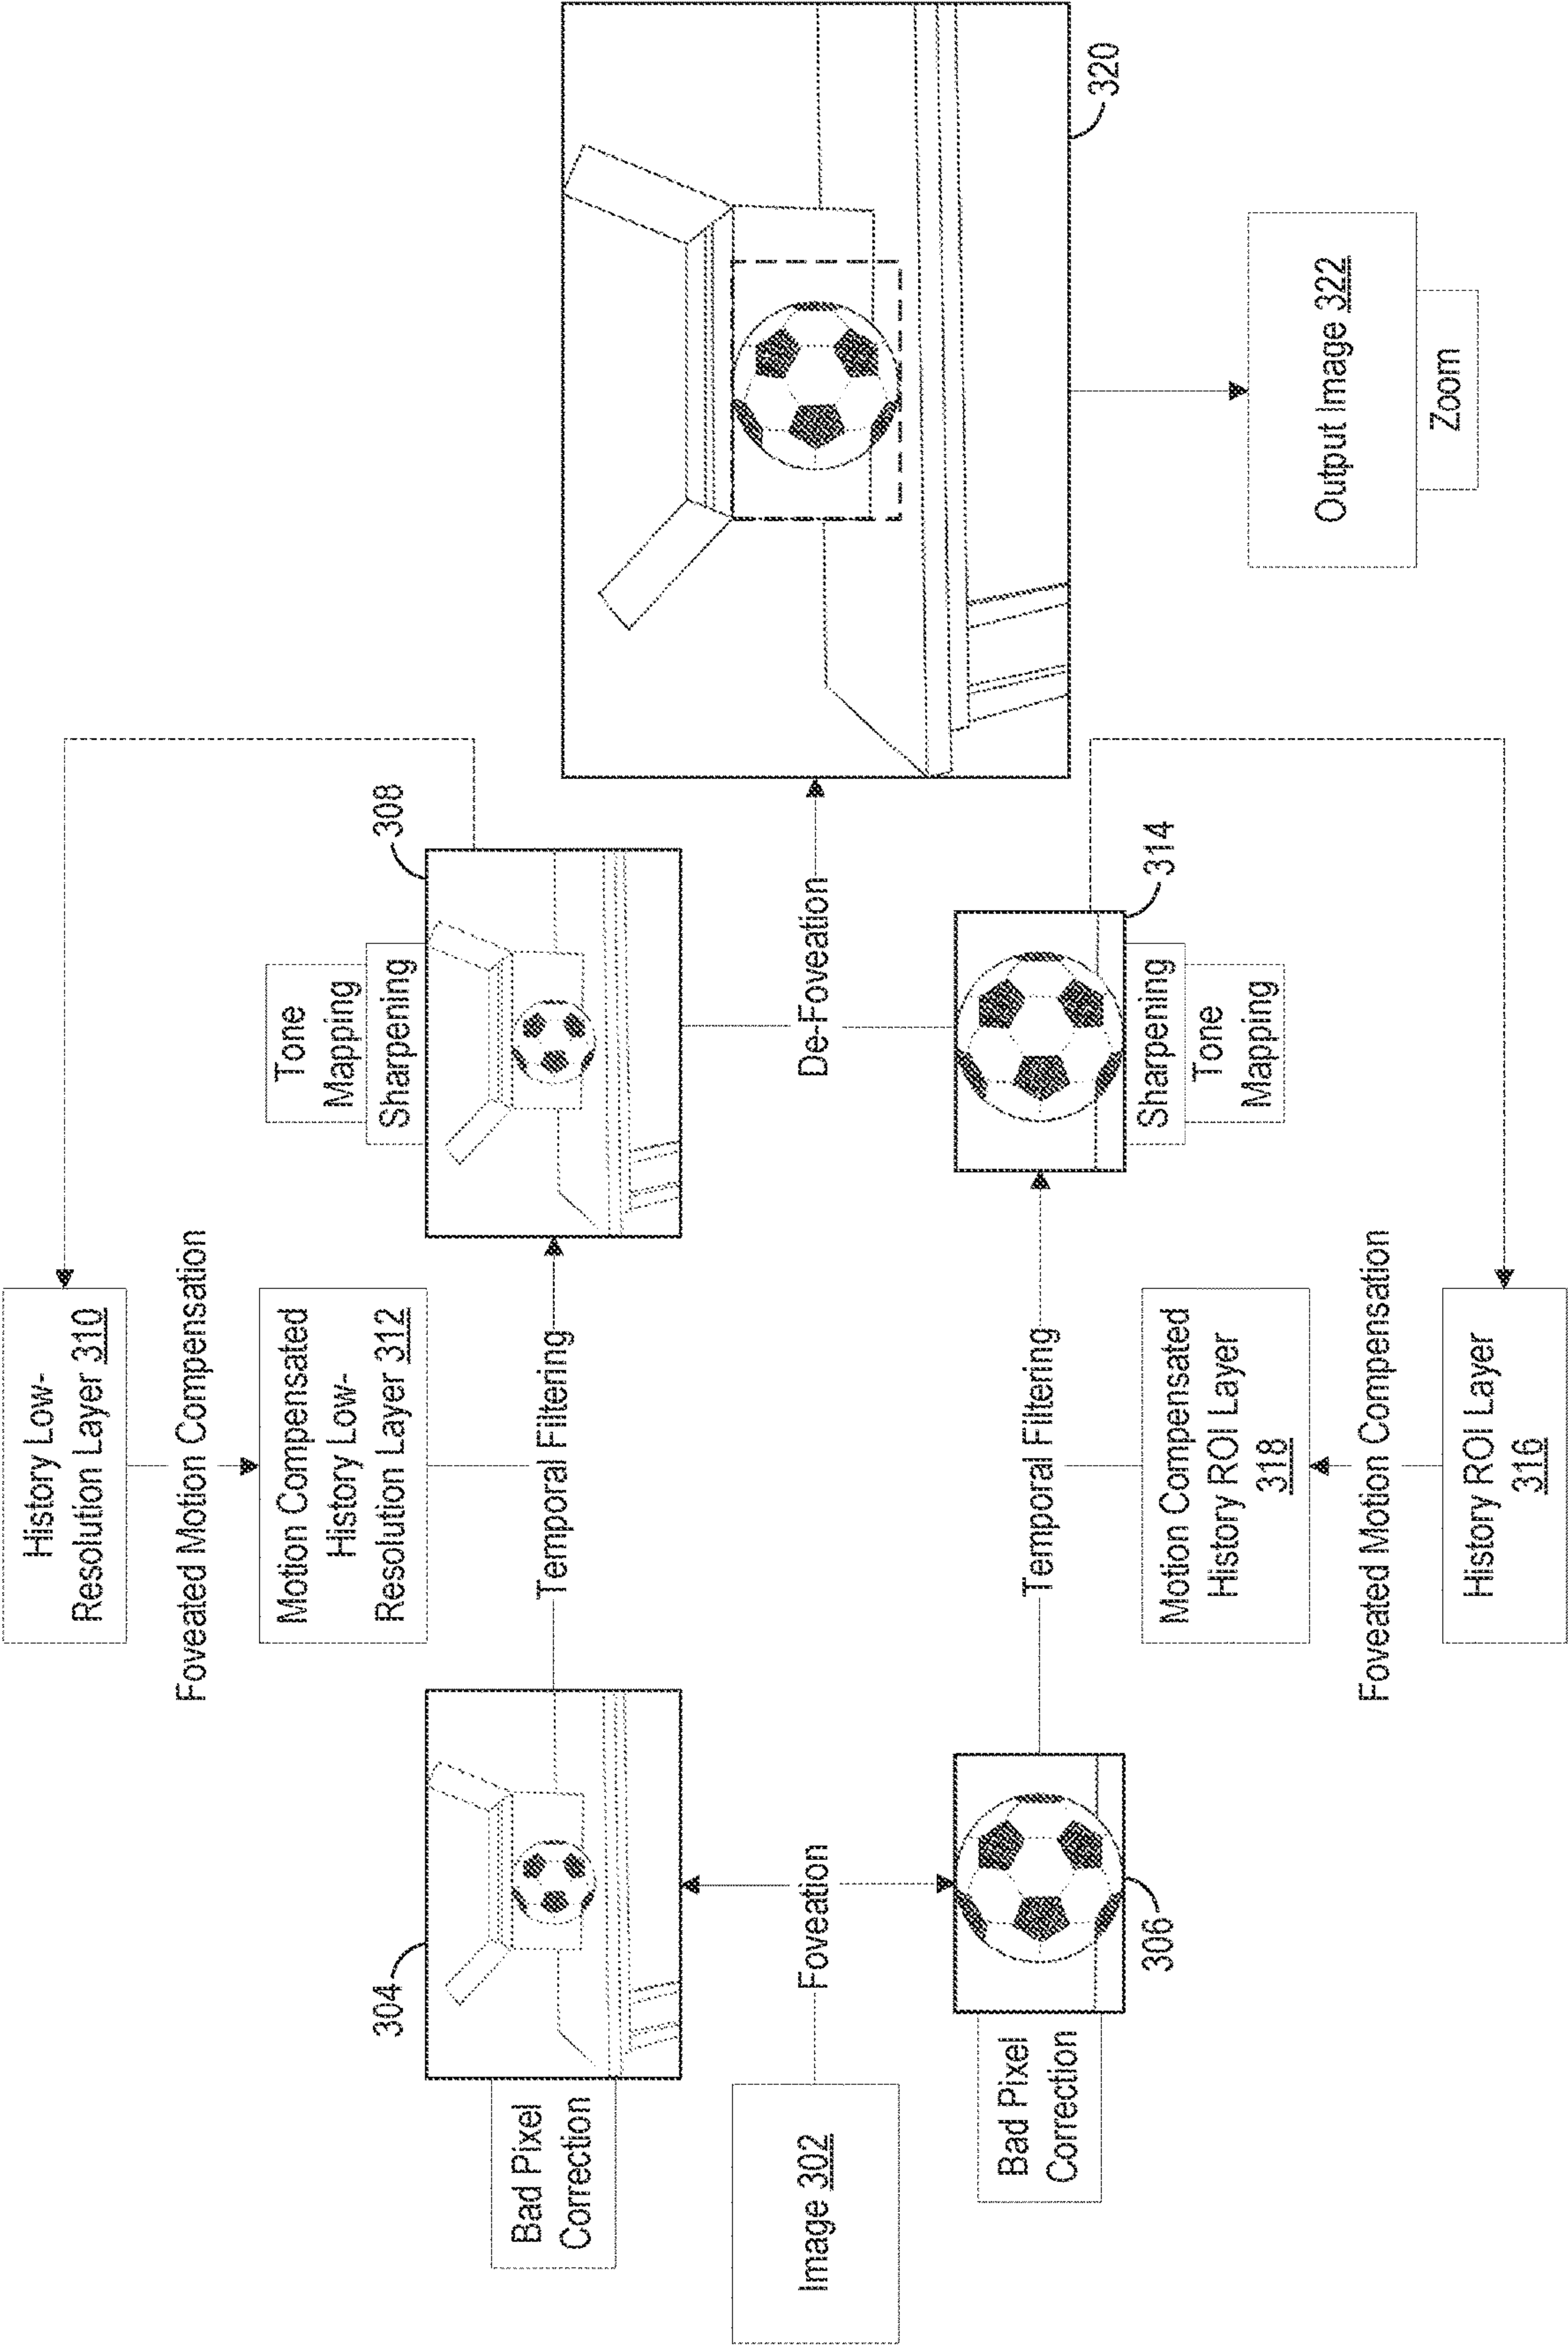 History Low-
Resolution Layer 310
Foveated Motion Compensation
Motion Compensated
History Low-
Resolution Layer 312
Tone
Mapping
Sharpening
308
304
Temporal Filtering
Bad Pixel
Correction
Image 302
Foveation
De-Foveation
320
306
Temporal Filtering
314
Bad Pixel
Correction
Sharpening
Tone
Mapping
Motion Compensated
History ROI Layer
318
Foveated Motion Compensation
History ROI Layer
316
Output Image 322
Zoom